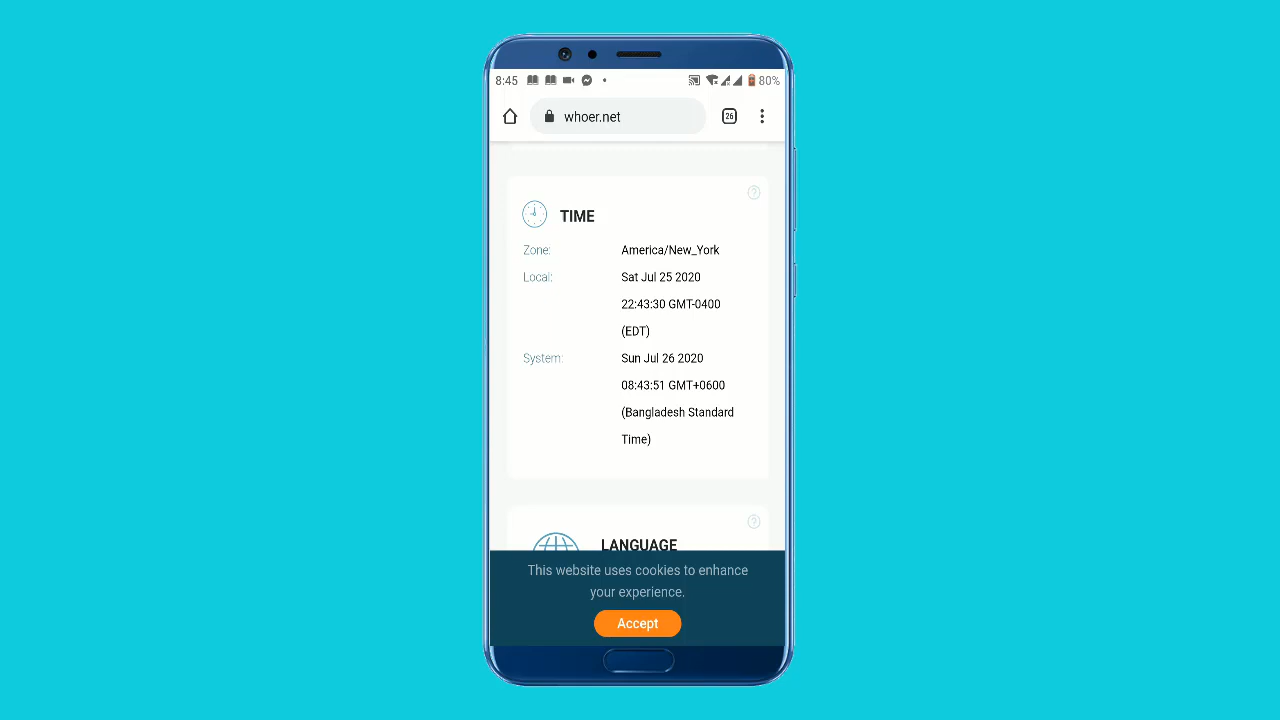 8:45 80%
whoer.net 26
TIME
Zone: America/New_York
Local: Sat Jul 25 2020
22:43:30 GMT-0400
(EDT)
System: Sun Jul 26 2020
08:43:51 GMT+0600
(Bangladesh Standard
Time)
LANGUAGE
This website uses cookies to enhance
your experience.
Accept